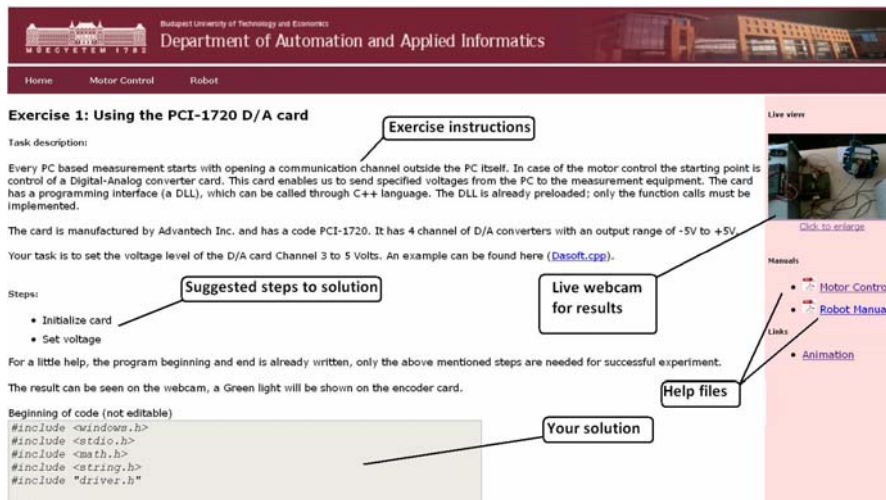 Budapest University of Technology and Economics
Department of Automation and Applied Informatics
MŰEGYETEM 1782
Home Motor Control Robot
Exercise 1: Using the PCI-1720 D/A card
Exercise instructions
Task description:
Every PC based measurement starts with opening a communication channel outside the PC itself. In case of the motor control the starting point is
control of a Digital-Analog converter card. This card enables us to send specified voltages from the PC to the measurement equipment. The card
has a programming interface (a DLL), which can be called through C++ language. The DLL is already preloaded; only the function calls must be
implemented.
The card is manufactured by Advantech Inc. and has a code PCI-1720. It has 4 channel of D/A converters with an output range of -5V to +5V.
Your task is to set the voltage level of the D/A card Channel 3 to 5 Volts. An example can be found here (Dasoft.cpp).
Suggested steps to solution
Steps:
• Initialize card
• Set voltage
For a little help, the program beginning and end is already written, only the above mentioned steps are needed for successful experiment.
The result can be seen on the webcam, a Green light will be shown on the encoder card.
Beginning of code (not editable)
#include <windows.h>
#include <stdio.h>
#include <math.h>
#include <string.h>
#include "driver.h"
Your solution
Live view
Click to enlarge
Live webcam
for results
Manuals
• Motor Contro
• Robot Manua
Links
• Animation
Help files